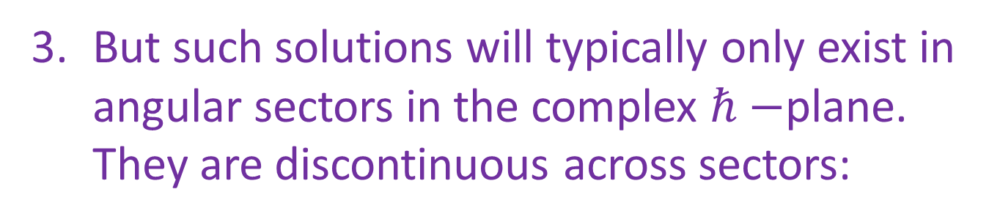 3. But such solutions will typically only exist in
angular sectors in the complex ℏ −plane.
They are discontinuous across sectors: